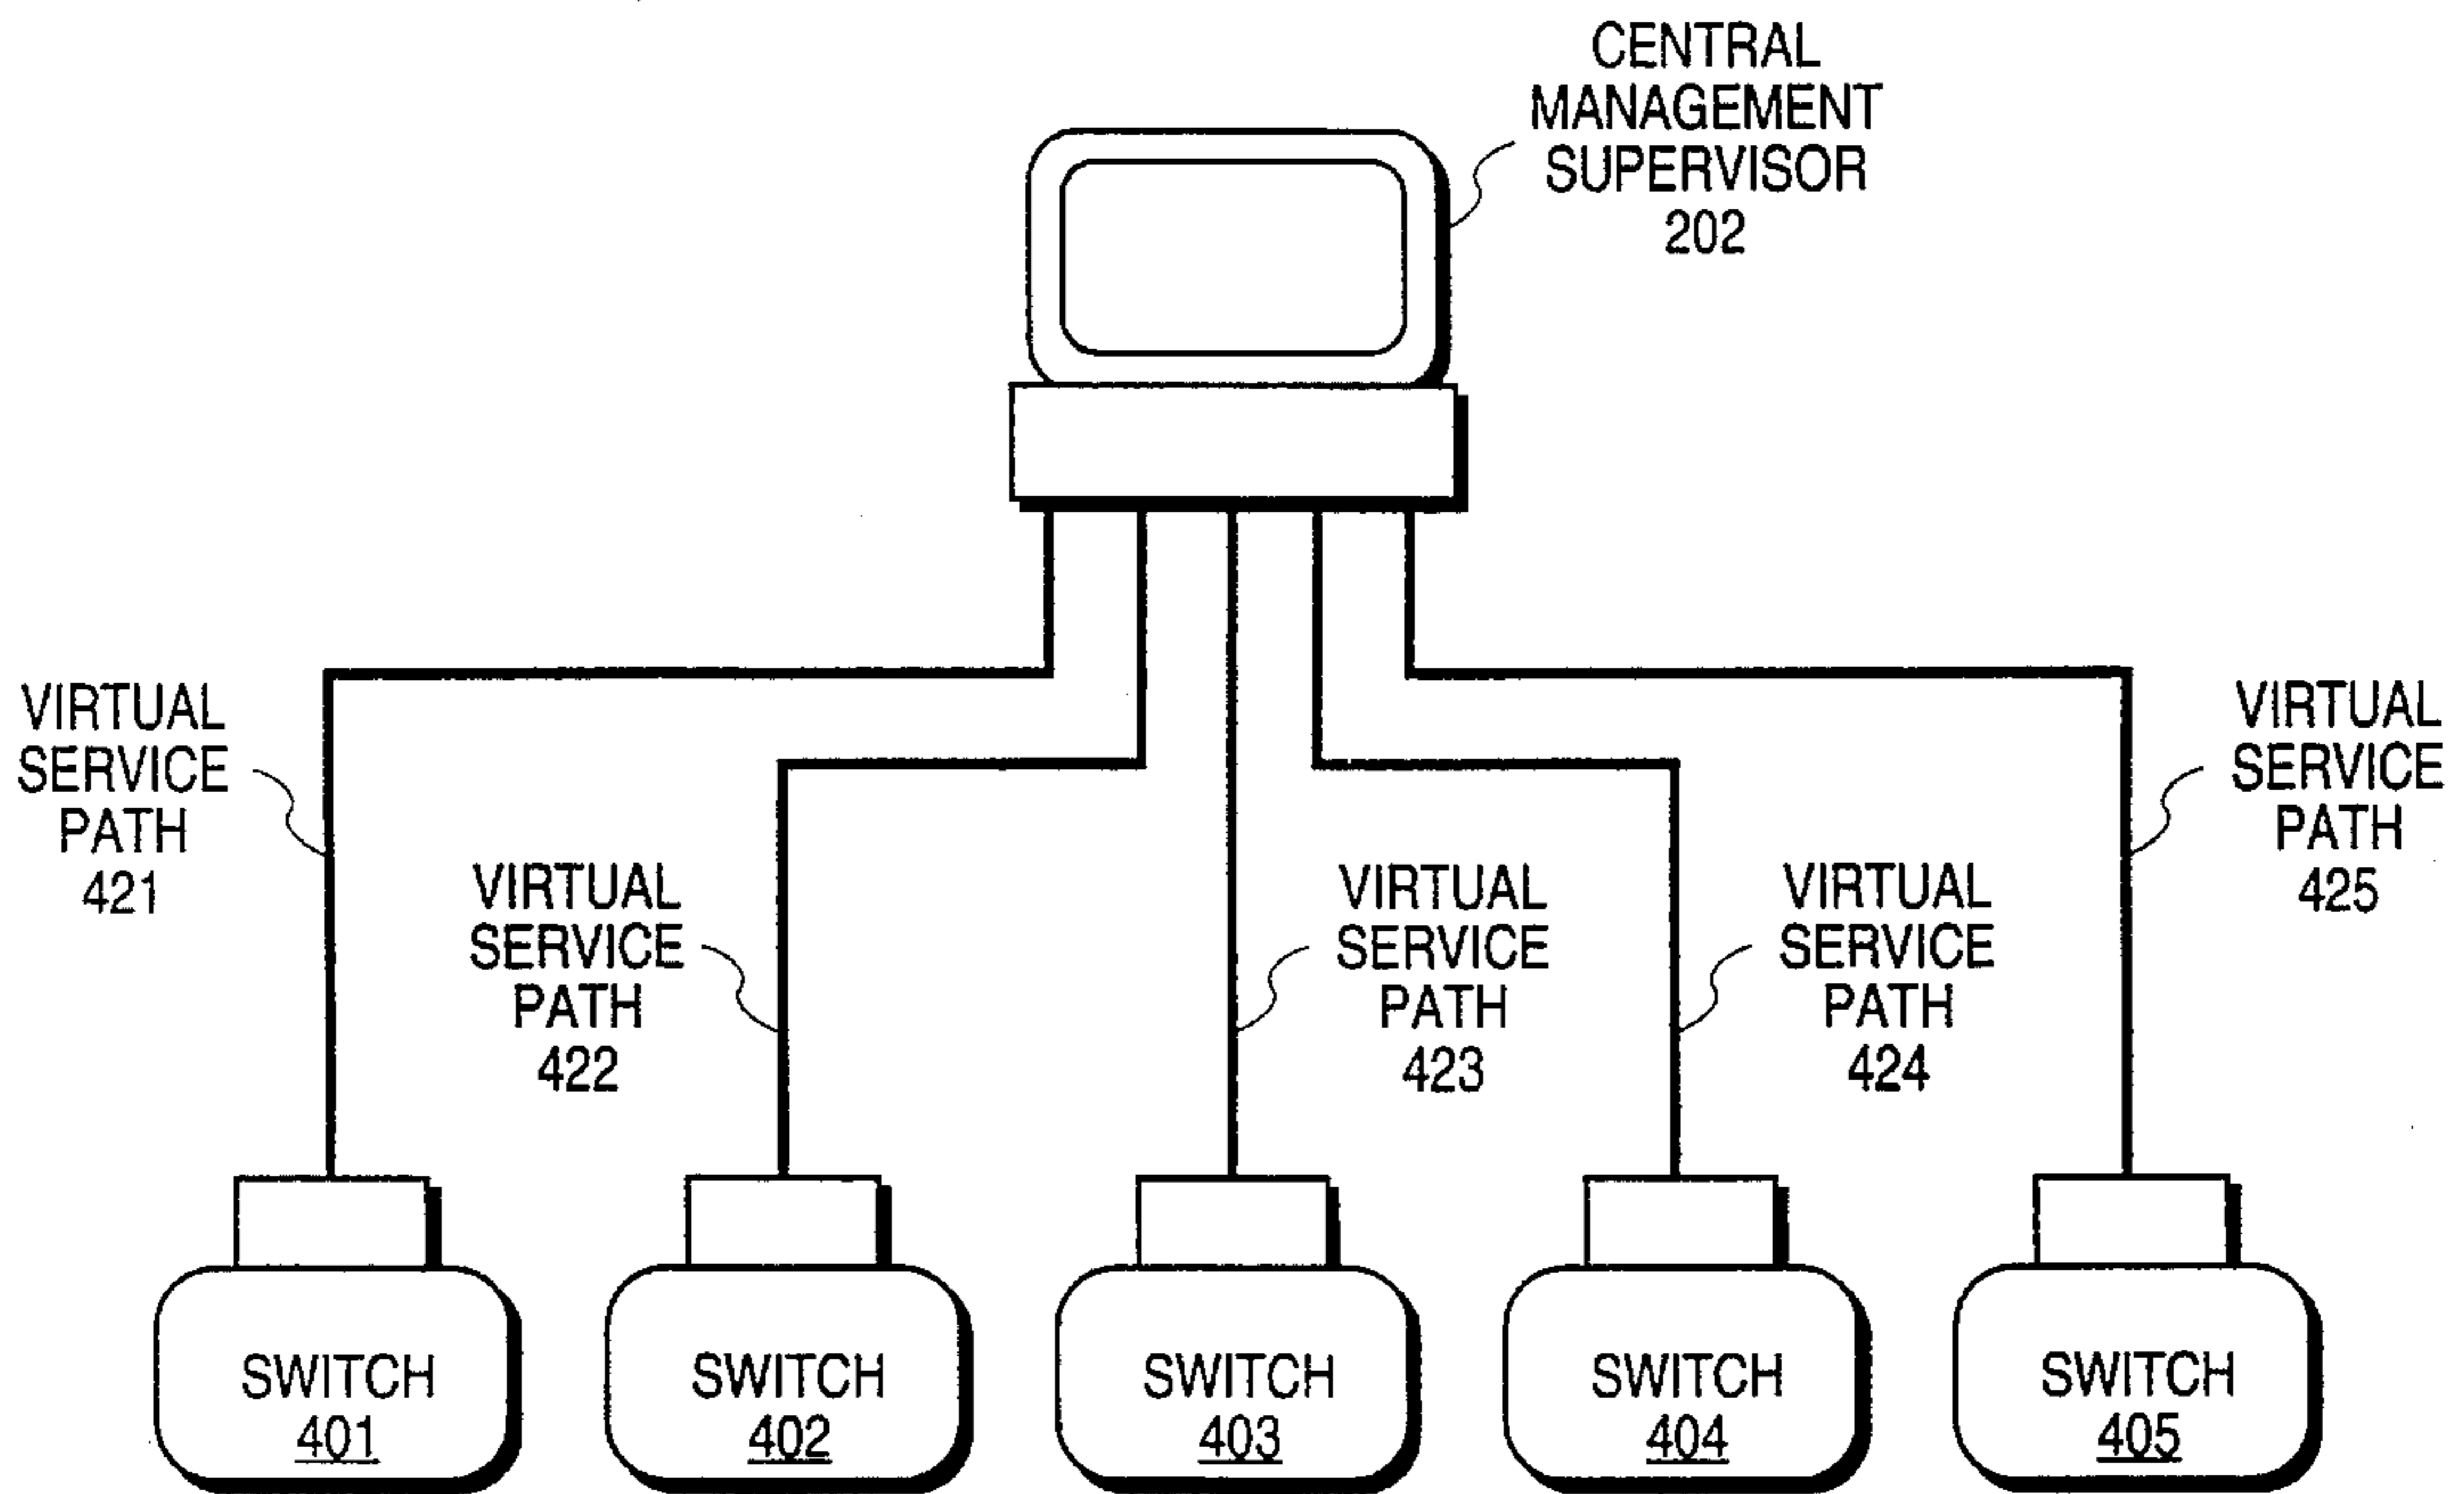 CENTRAL
MANAGEMENT
SUPERVISOR
202
VIRTUAL
SERVICE
PATH
421
VIRTUAL
SERVICE
PATH
422
VIRTUAL
SERVICE
PATH
423
VIRTUAL
SERVICE
PATH
424
VIRTUAL
SERVICE
PATH
425
SWITCH
401
SWITCH
402
SWITCH
403
SWITCH
404
SWITCH
405